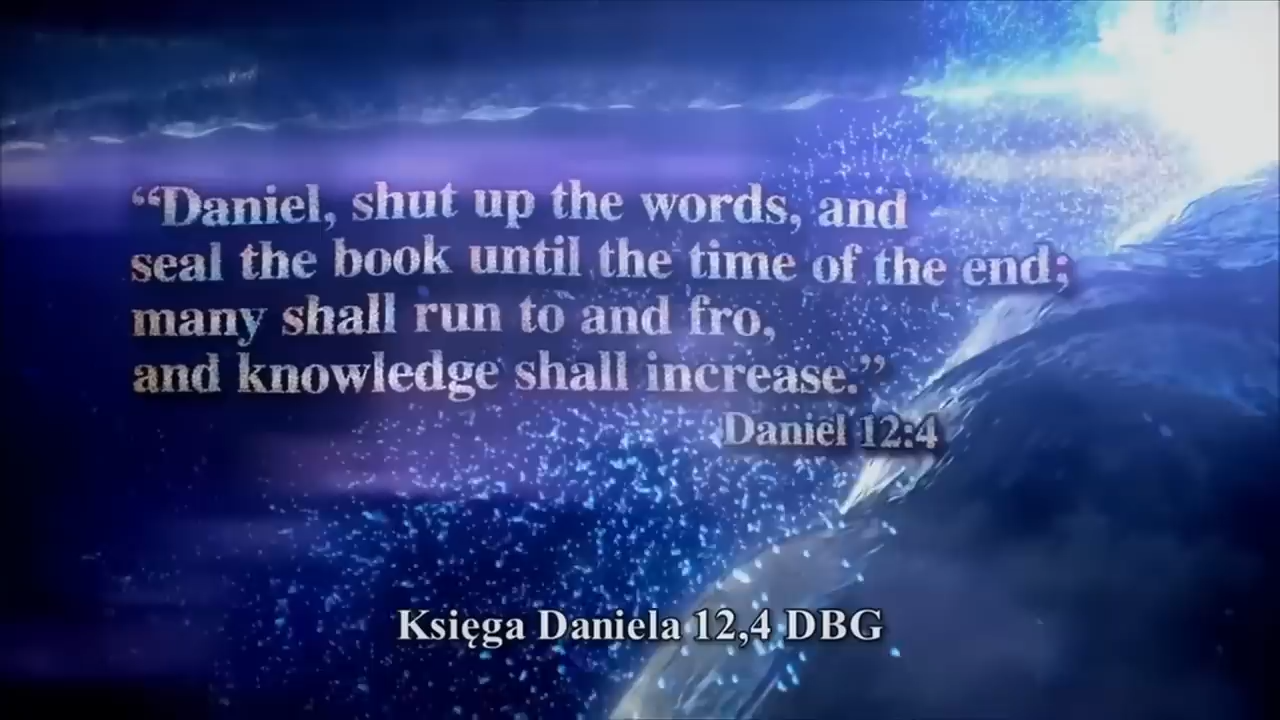 “Daniel, shut up the words, and
seal the book until the time of the end;
many shall run to and fro,
and knowledge shall increase.”
Daniel 12:4
Księga Daniela 12,4 DBG